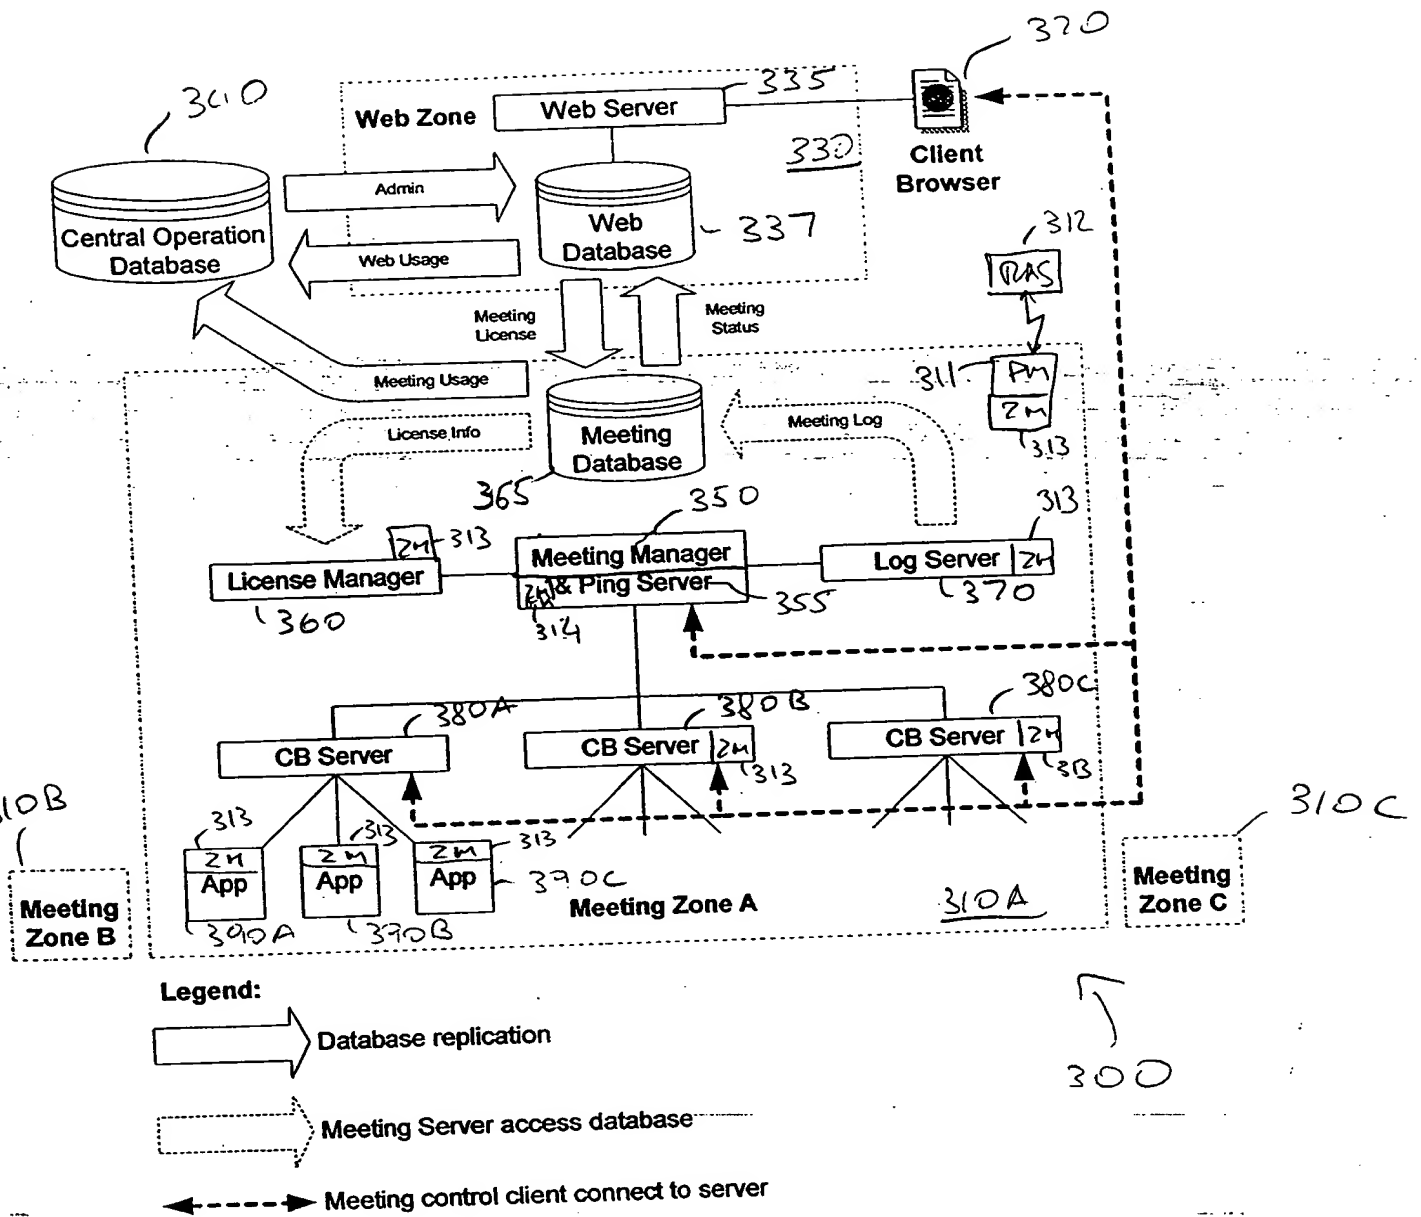 320
340
335
Web Server
Web Zone
330
Client
Browser
Admin
Central Operation
Database
Web
Database
337
Web Usage
312
RAS
Meeting
License
Meeting
Status
311
PM
ZM
313
Meeting Usage
License Info
Meeting Log
Meeting
Database
365
350
313
ZM
313
License Manager
Meeting Manager
& Ping Server
ZM
314
355
Log Server
ZM
360
370
380A
380B
380C
CB Server
CB Server
ZM
CB Server
ZM
313
313
310B
310C
313
313
313
ZM
App
ZM
App
ZM
App
390A
390B
390C
Meeting Zone A
310A
Meeting
Zone B
Meeting
Zone C
Legend:
Database replication
300
Meeting Server access database
Meeting control client connect to server